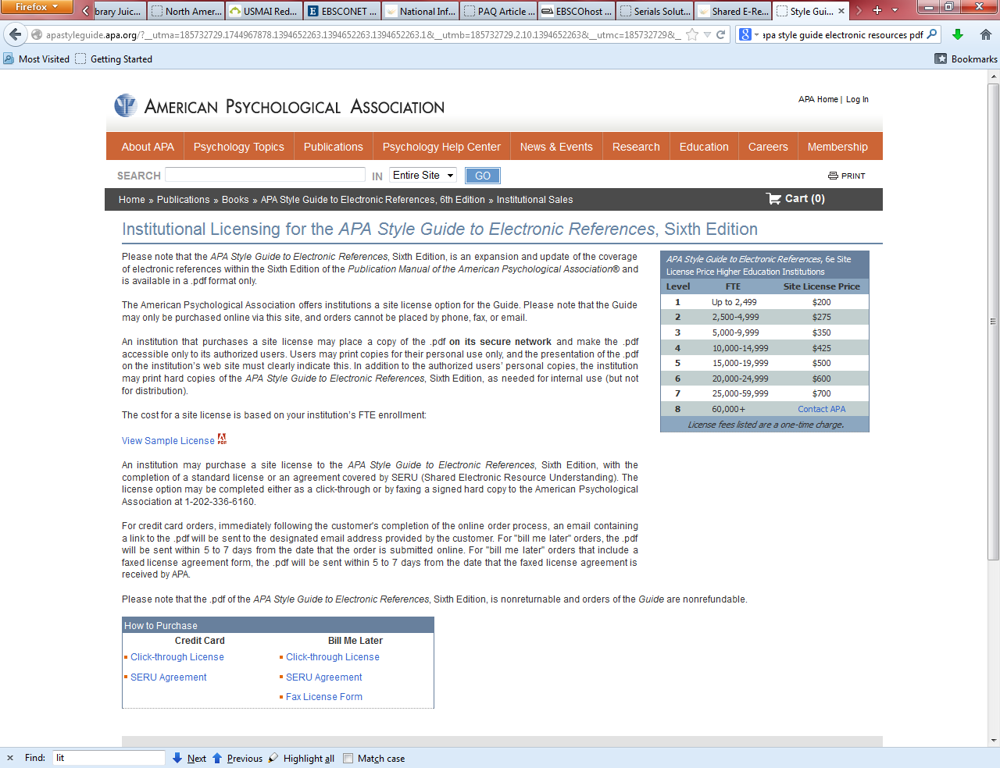 Firefox
brary Juic...
North Amer...
USMAI Red...
EBSCONET ...
National Inf...
PAQ Article ...
EBSCOhost ...
Serials Solut...
Shared E-Re...
Style Gui...
apastyleguide.apa.org/?__utma=185732729.1744967878.1394652263.1394652263.1394652263.1&__utmb=185732729.2.10.1394652263&__utmc=185732729&__
apa style guide electronic resources pdf
Most Visited
Getting Started
Bookmarks
AMERICAN PSYCHOLOGICAL ASSOCIATION
APA Home | Log In
About APA
Psychology Topics
Publications
Psychology Help Center
News & Events
Research
Education
Careers
Membership
SEARCH
IN
Entire Site
GO
PRINT
Home » Publications » Books » APA Style Guide to Electronic References, 6th Edition » Institutional Sales
Cart (0)
Institutional Licensing for the APA Style Guide to Electronic References, Sixth Edition
Please note that the APA Style Guide to Electronic References, Sixth Edition, is an expansion and update of the coverage
of electronic references within the Sixth Edition of the Publication Manual of the American Psychological Association® and
is available in a .pdf format only.
The American Psychological Association offers institutions a site license option for the Guide. Please note that the Guide
may only be purchased online via this site, and orders cannot be placed by phone, fax, or email.
An institution that purchases a site license may place a copy of the .pdf on its secure network and make the .pdf
accessible only to its authorized users. Users may print copies for their personal use only, and the presentation of the .pdf
on the institution's web site must clearly indicate this. In addition to the authorized users' personal copies, the institution
may print hard copies of the APA Style Guide to Electronic References, Sixth Edition, as needed for internal use (but not
for distribution).
The cost for a site license is based on your institution's FTE enrollment:
View Sample License
PDF
An institution may purchase a site license to the APA Style Guide to Electronic References, Sixth Edition, with the
completion of a standard license or an agreement covered by SERU (Shared Electronic Resource Understanding). The
license option may be completed either as a click-through or by faxing a signed hard copy to the American Psychological
Association at 1-202-336-6160.
For credit card orders, immediately following the customer's completion of the online order process, an email containing
a link to the .pdf will be sent to the designated email address provided by the customer. For "bill me later" orders, the .pdf
will be sent within 5 to 7 days from the date that the order is submitted online. For "bill me later" orders that include a
faxed license agreement form, the .pdf will be sent within 5 to 7 days from the date that the faxed license agreement is
received by APA.
Please note that the .pdf of the APA Style Guide to Electronic References, Sixth Edition, is nonreturnable and orders of the Guide are nonrefundable.
APA Style Guide to Electronic References, 6e Site
License Price Higher Education Institutions
Level FTE Site License Price
1 Up to 2,499 $200
2 2,500-4,999 $275
3 5,000-9,999 $350
4 10,000-14,999 $425
5 15,000-19,999 $500
6 20,000-24,999 $600
7 25,000-59,999 $700
8 60,000+ Contact APA
License fees listed are a one-time charge.
How to Purchase
Credit Card Bill Me Later
Click-through License Click-through License
SERU Agreement SERU Agreement
Fax License Form
Find: lit Next Previous Highlight all Match case